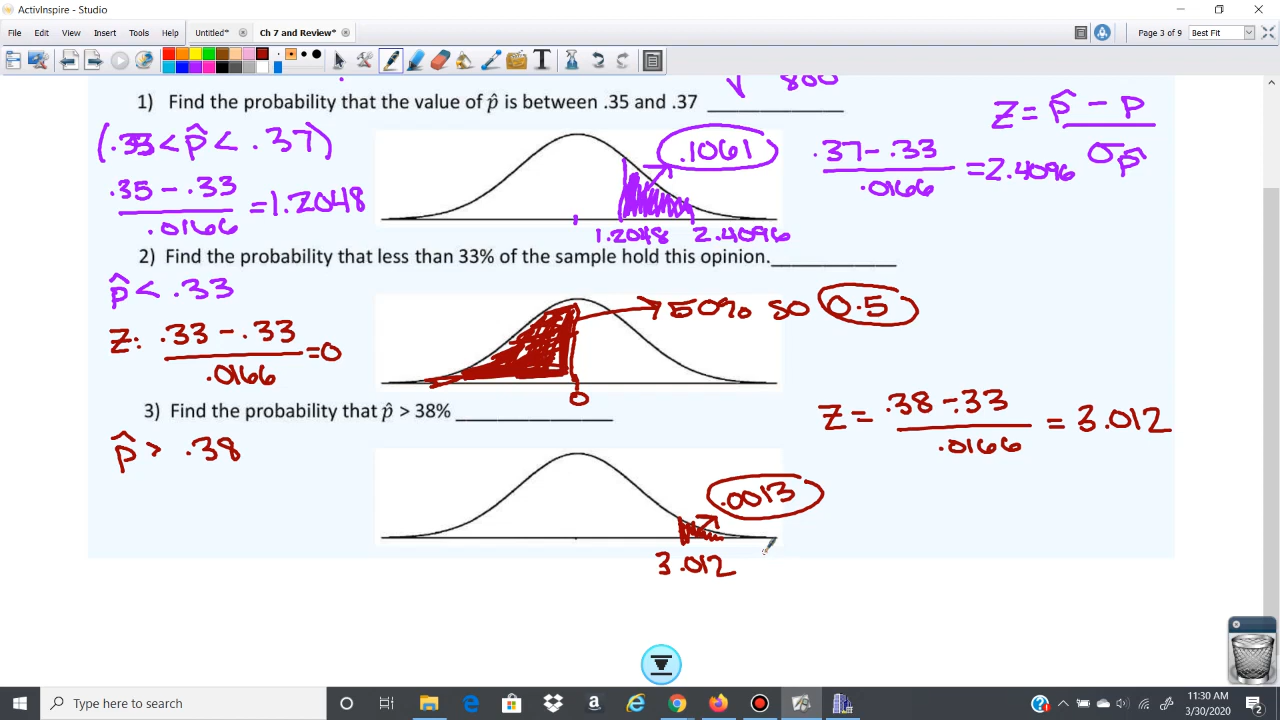 ActivInspire - Studio
File Edit View Insert Tools Help Untitled* Ch 7 and Review* Page 3 of 9 Best Fit
800
1) Find the probability that the value of p̂ is between .35 and .37 ______________
Z = p̂ - p / σp̂
( < p̂ < .37)
.35 - .33 / .0166 = 1.2048
.1061
.37 - .33 / .0166 = 2.4096
1.2048 2.4096
2) Find the probability that less than 33% of the sample hold this opinion._____________
p̂ < .33
50% so 0.5
Z: .33 - .33 / .0166 = 0
0
3) Find the probability that p̂ > 38% ________________
Z = .38 - .33 / .0166 = 3.012
p̂ > .38
.0013
3.012
Type here to search
11:30 AM
3/30/2020
2